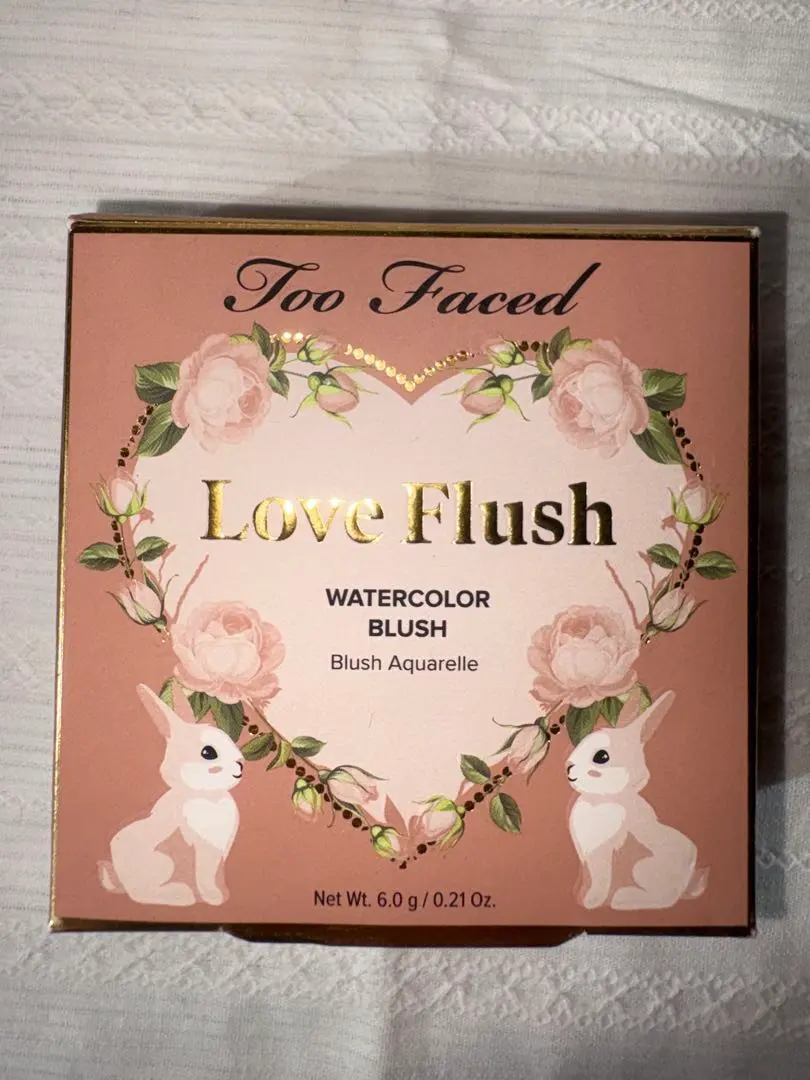 Too Faced
Love Flush
WATERCOLOR
BLUSH
Blush Aquarelle
Net Wt. 6.0 g / 0.21 Oz.